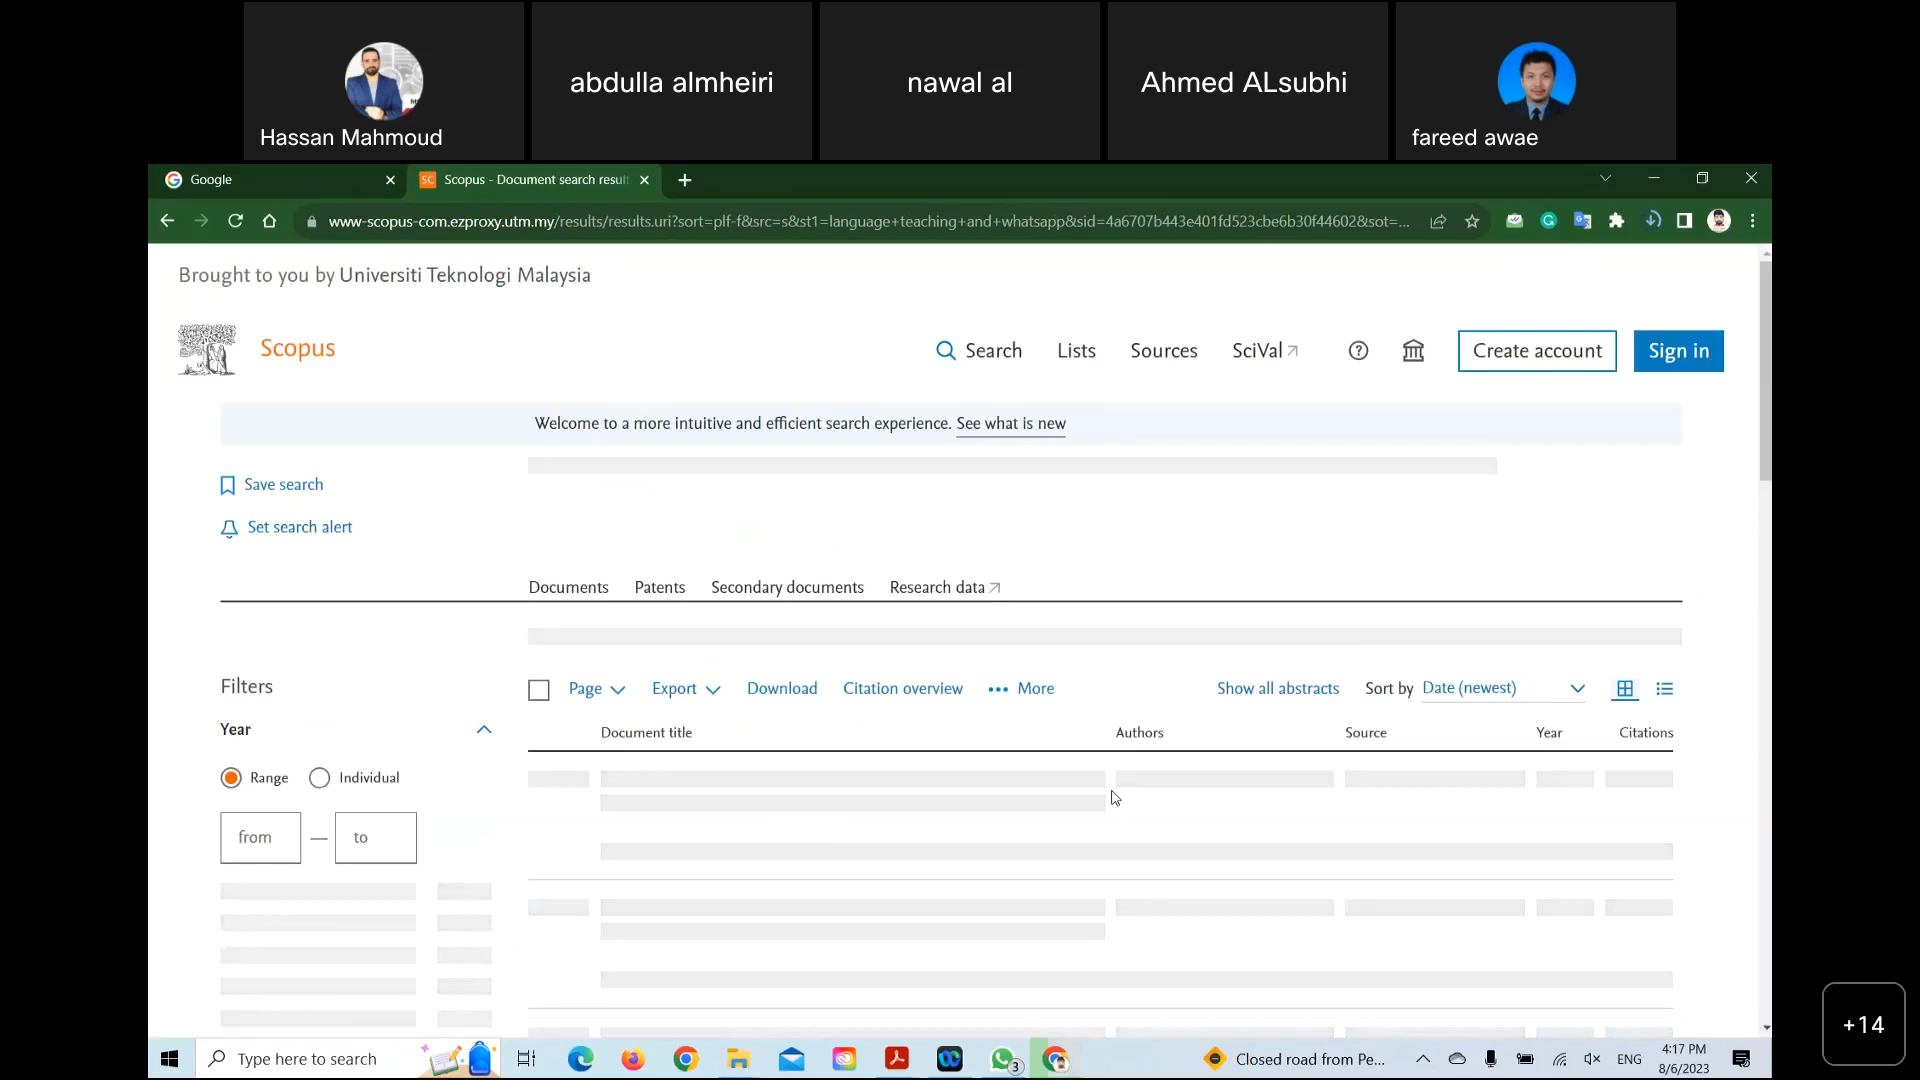 abdulla almheiri
nawal al
Ahmed ALsubhi
Hassan Mahmoud
fareed awae
Google
Scopus - Document search resul
www-scopus-com.ezproxy.utm.my/results/results.uri?sort=plf-f&src=s&st1=language+teaching+and+whatsapp&sid=4a6707b443e401fd523cbe6b30f44602&sot=...
Brought to you by Universiti Teknologi Malaysia
Scopus
Search
Lists
Sources
SciVal
Create account
Sign in
Welcome to a more intuitive and efficient search experience. See what is new
Save search
Set search alert
Documents
Patents
Secondary documents
Research data
Filters
Page
Export
Download
Citation overview
More
Show all abstracts
Sort by Date (newest)
Year
Document title
Authors
Source
Year
Citations
Range
Individual
from — to
+14
Type here to search
3
Closed road from Pe...
ENG
4:17 PM
8/6/2023